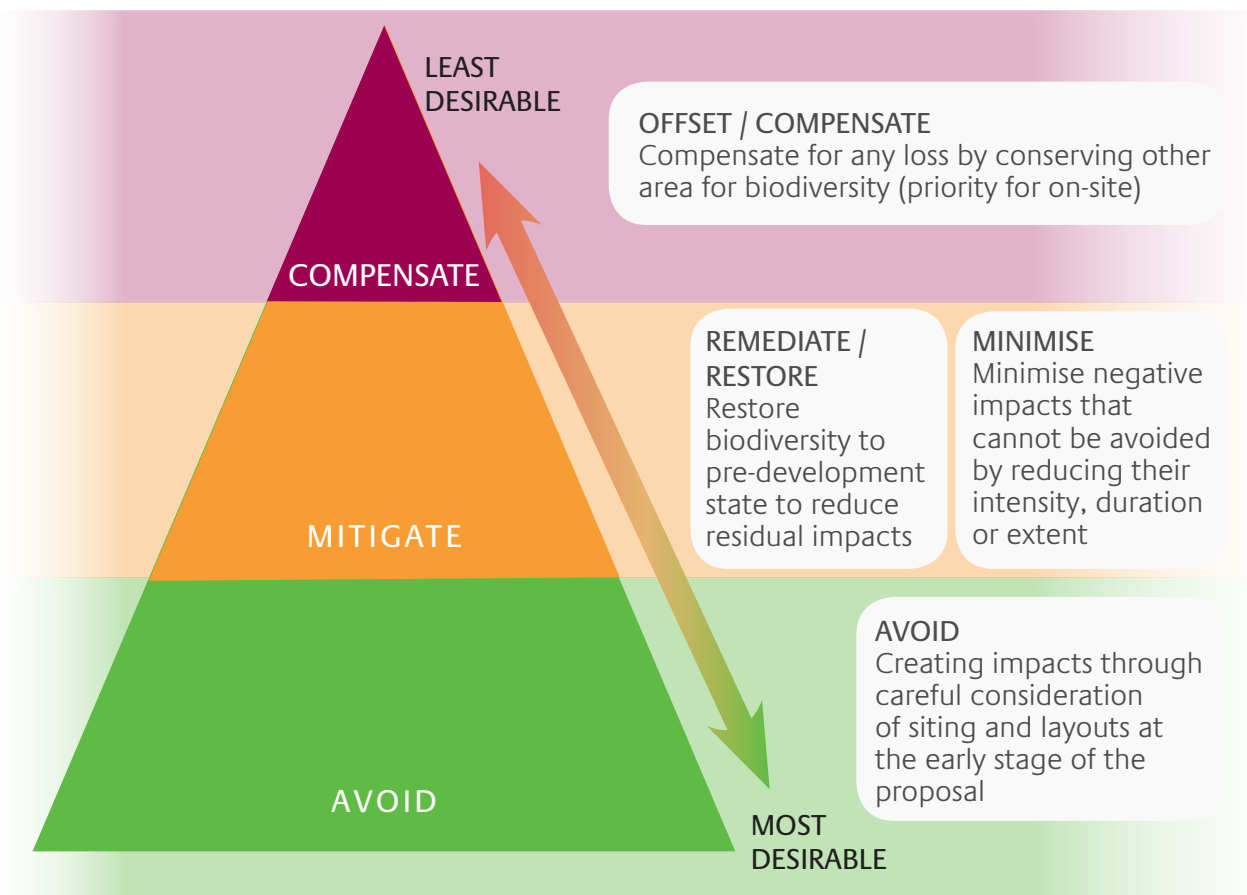 LEAST
DESIRABLE
OFFSET / COMPENSATE
Compensate for any loss by conserving other
area for biodiversity (priority for on-site)
COMPENSATE
REMEDIATE /
RESTORE
Restore
biodiversity to
pre-development
state to reduce
residual impacts
MINIMISE
Minimise negative
impacts that
cannot be avoided
by reducing their
intensity, duration
or extent
MITIGATE
AVOID
Creating impacts through
careful consideration
of siting and layouts at
the early stage of the
proposal
AVOID
MOST
DESIRABLE